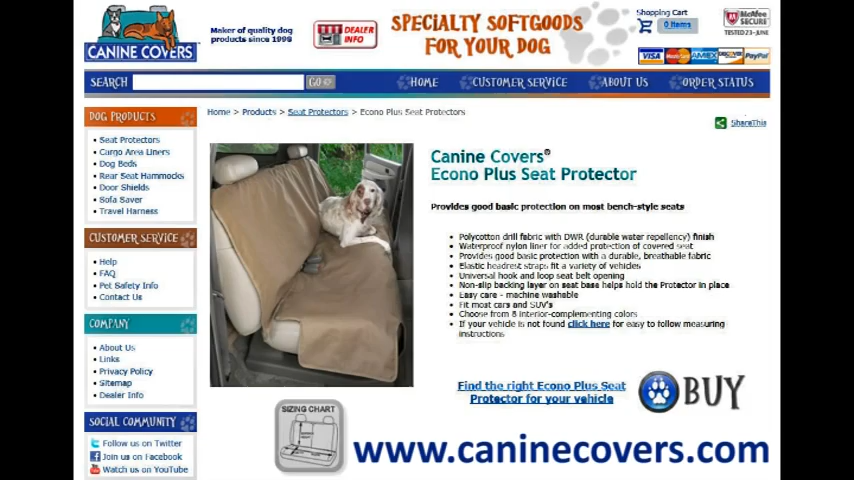 CANINE COVERS
Maker of quality dog
products since 1998
DEALER
INFO
SPECIALTY SOFTGOODS
FOR YOUR DOG
Shopping Cart
0 Items
McAfee
SECURE
TESTED 23-JUNE
VISA MasterCard AMEX DISCOVER PayPal
SEARCH GO HOME CUSTOMER SERVICE ABOUT US ORDER STATUS
DOG PRODUCTS
• Seat Protectors
• Cargo Area Liners
• Dog Beds
• Rear Seat Hammocks
• Door Shields
• Sofa Saver
• Travel Harness
CUSTOMER SERVICE
• Help
• FAQ
• Pet Safety Info
• Contact Us
COMPANY
• About Us
• Links
• Privacy Policy
• Sitemap
• Dealer Info
SOCIAL COMMUNITY
Follow us on Twitter
Join us on Facebook
Watch us on YouTube
Home > Products > Seat Protectors > Econo Plus Seat Protectors
ShareThis
Canine Covers®
Econo Plus Seat Protector
Provides good basic protection on most bench-style seats
• Polycotton drill fabric with DWR (durable water repellency) finish
• Waterproof nylon liner for added protection of covered seat
• Provides good basic protection with a durable, breathable fabric
• Elastic headrest straps fit a variety of vehicles
• Universal hook and loop seat belt opening
• Non-slip backing layer on seat base helps hold the Protector in place
• Easy care - machine washable
• Fit most cars and SUV's
• Choose from 8 interior-complementing colors
• If your vehicle is not found click here for easy to follow measuring
instructions
Find the right Econo Plus Seat
Protector for your vehicle
BUY
SIZING CHART
www.caninecovers.com